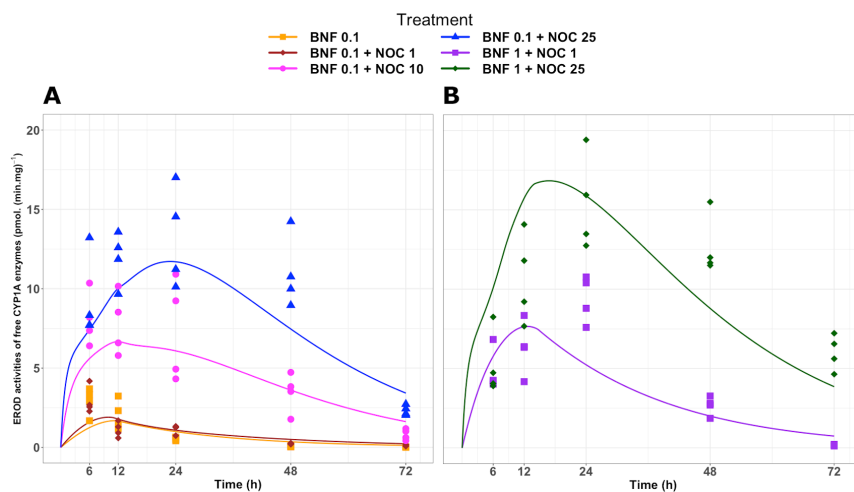 Treatment
BNF 0.1
BNF 0.1 + NOC 25
BNF 0.1 + NOC 1
BNF 1 + NOC 1
BNF 0.1 + NOC 10
BNF 1 + NOC 25
A
B
EROD activities of free CYP1A enzymes (pmol. (min.mg)⁻¹)
20
15
10
5
0
6 12 24 48 72
6 12 24 48 72
Time (h)
Time (h)